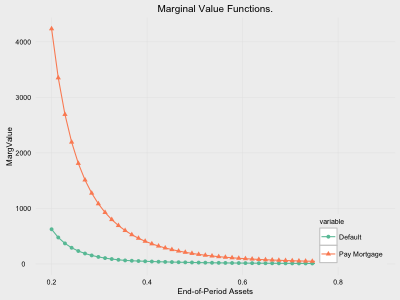 Marginal Value Functions.
MargValue
4000
3000
2000
1000
0
0.2
0.4
0.6
0.8
End-of-Period Assets
variable
Default
Pay Mortgage